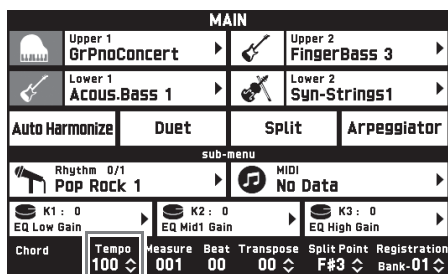 MAIN
Upper 1
GrPnoConcert
Upper 2
FingerBass 3
Lower 1
Acous.Bass 1
Lower 2
Syn-Strings1
Auto Harmonize Duet Split Arpeggiator
sub-menu
Rhythm 0/1
Pop Rock 1
MIDI
No Data
K1: 0
EQ Low Gain
K2: 0
EQ Mid1 Gain
K3: 0
EQ High Gain
Chord Tempo Measure Beat Transpose Split Point Registration
100 001 00 00 F#3 Bank-01